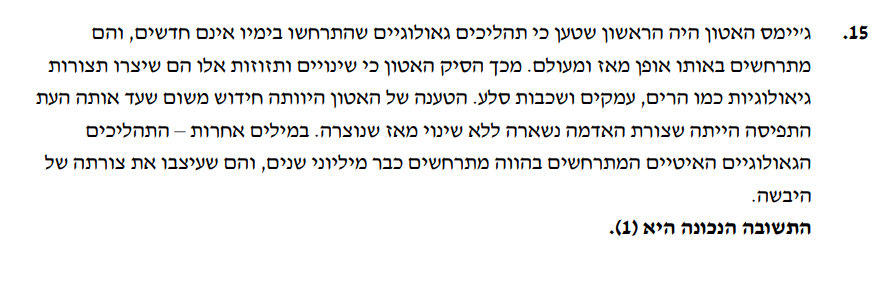 15. ג'יימס האטון היה הראשון שטען כי תהליכים גאולוגיים שהתרחשו בימיו אינם חדשים, והם
מתרחשים באותו אופן מאז ומעולם. מכך הסיק האטון כי שינויים ותזוזות אלו הם שיצרו תצורות
גיאולוגיות כמו הרים, עמקים ושכבות סלע. הטענה של האטון היוותה חידוש משום שעד אותה העת
התפיסה הייתה שצורת האדמה נשארה ללא שינוי מאז שנוצרה. במילים אחרות – התהליכים
הגאולוגיים האיטיים המתרחשים בהווה מתרחשים כבר מיליוני שנים, והם שעיצבו את צורתה של
היבשה.
התשובה הנכונה היא (1).